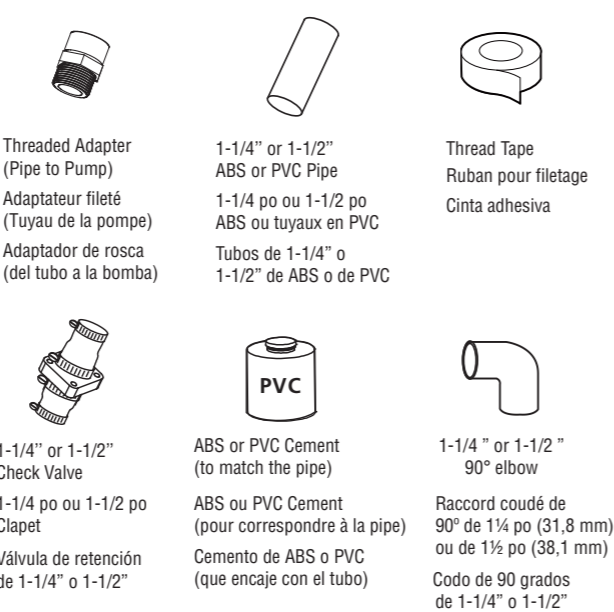 Threaded Adapter
(Pipe to Pump)
Adaptateur fileté
(Tuyau de la pompe)
Adaptador de rosca
(del tubo a la bomba)
1-1/4” or 1-1/2”
ABS or PVC Pipe
1-1/4 po ou 1-1/2 po
ABS ou tuyaux en PVC
Tubos de 1-1/4” o
1-1/2” de ABS o de PVC
Thread Tape
Ruban pour filetage
Cinta adhesiva
1-1/4” or 1-1/2”
Check Valve
1-1/4 po ou 1-1/2 po
Clapet
Válvula de retención
de 1-1/4” o 1-1/2”
PVC
ABS or PVC Cement
(to match the pipe)
ABS ou PVC Cement
(pour correspondre à la pipe)
Cemento de ABS o PVC
(que encaje con el tubo)
1-1/4 ” or 1-1/2 ”
90° elbow
Raccord coudé de
90º de 1¼ po (31,8 mm)
ou de 1½ po (38,1 mm)
Codo de 90 grados
de 1-1/4” o 1-1/2”